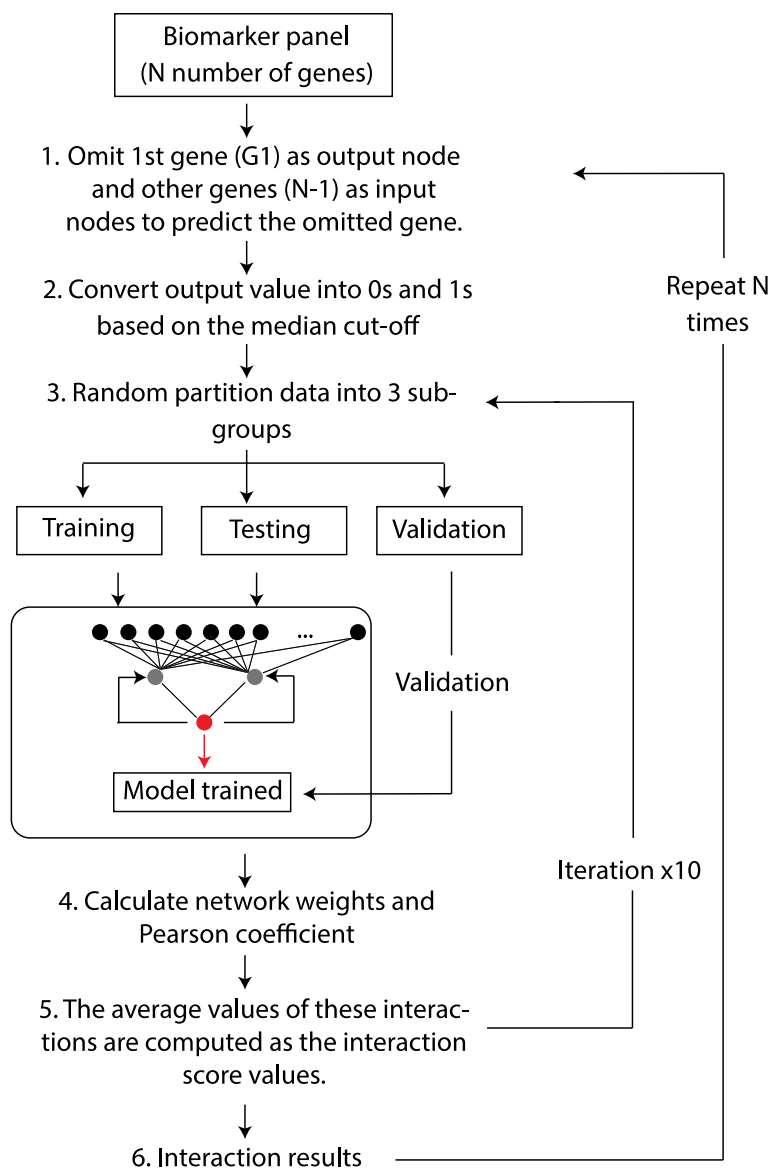 Biomarker panel
(N number of genes)
1. Omit 1st gene (G1) as output node
and other genes (N-1) as input
nodes to predict the omitted gene.
Repeat N
times
2. Convert output value into 0s and 1s
based on the median cut-off
3. Random partition data into 3 sub-
groups
Training
Testing
Validation
...
Validation
Model trained
Iteration x10
4. Calculate network weights and
Pearson coefficient
5. The average values of these interac-
tions are computed as the interaction
score values.
6. Interaction results